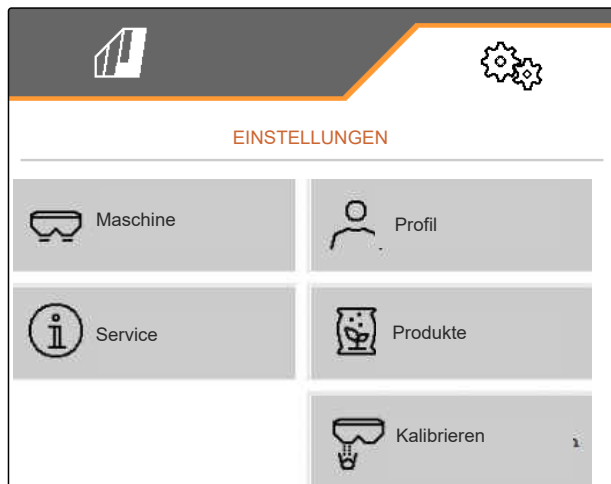 EINSTELLUNGEN
Maschine
Profil
Service
Produkte
Kalibrieren